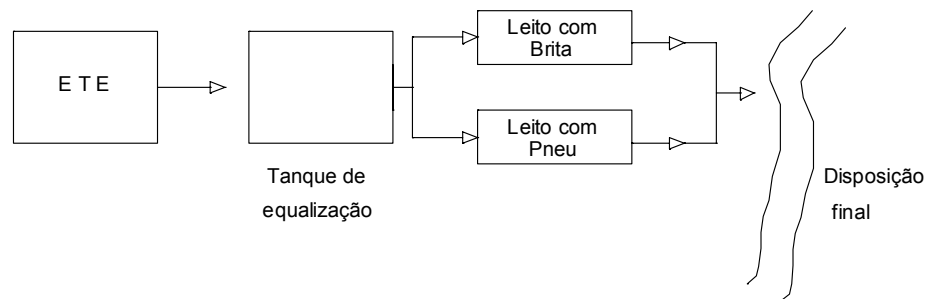 E T E
Tanque de
equalização
Leito com
Brita
Leito com
Pneu
Disposição
final